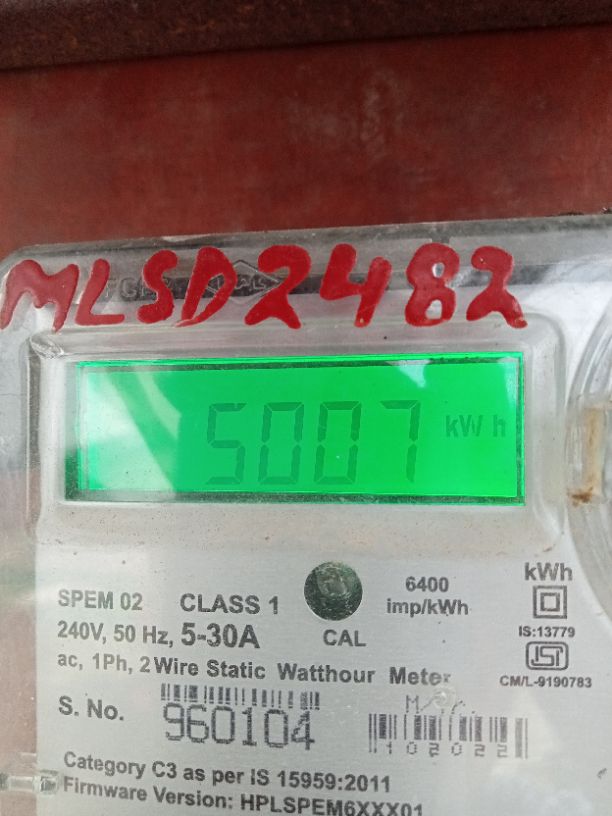 MLSD2482
5007 kWh
SPEM 02 CLASS 1 6400 imp/kWh kWh
240V, 50 Hz, 5-30A CAL IS:13779
ac, 1Ph, 2 Wire Static Watthour Meter CM/L-9190783
S. No. 960104
102022
Category C3 as per IS 15959:2011
Firmware Version: HPLSPEM6XXX01